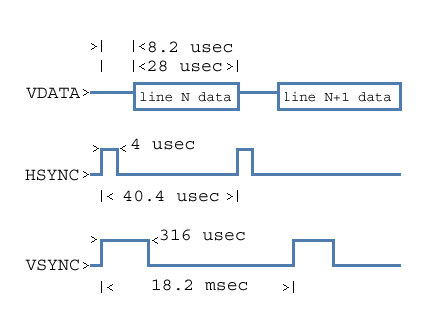 >| |<8.2 usec
| |<28 usec>|
VDATA>
line N data
line N+1 data
> <4 usec
HSYNC>
|< 40.4 usec >|
> <316 usec
VSYNC>
|< 18.2 msec >|